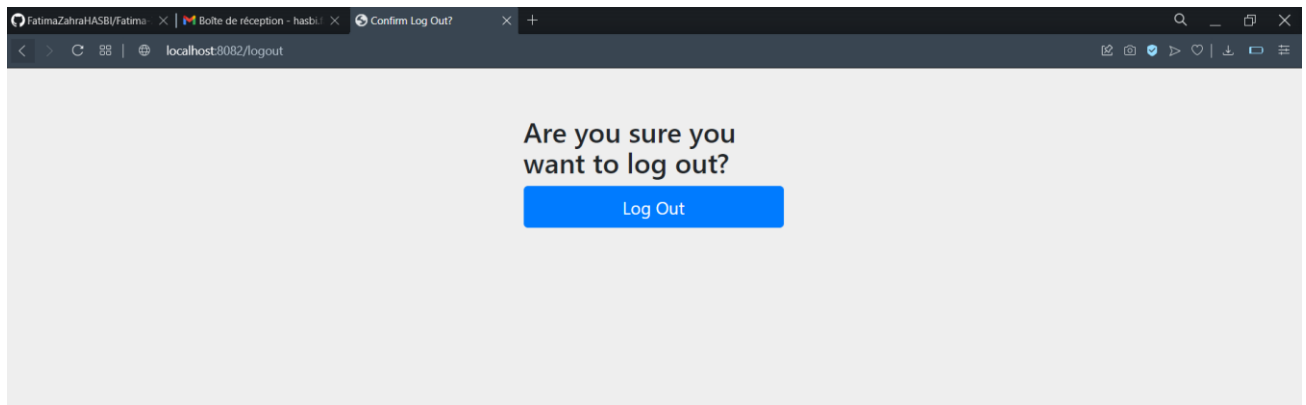 FatimaZahraHASBI/Fatima-
Boîte de réception - hasbi.f
Confirm Log Out?
localhost:8082/logout
Are you sure you
want to log out?
Log Out